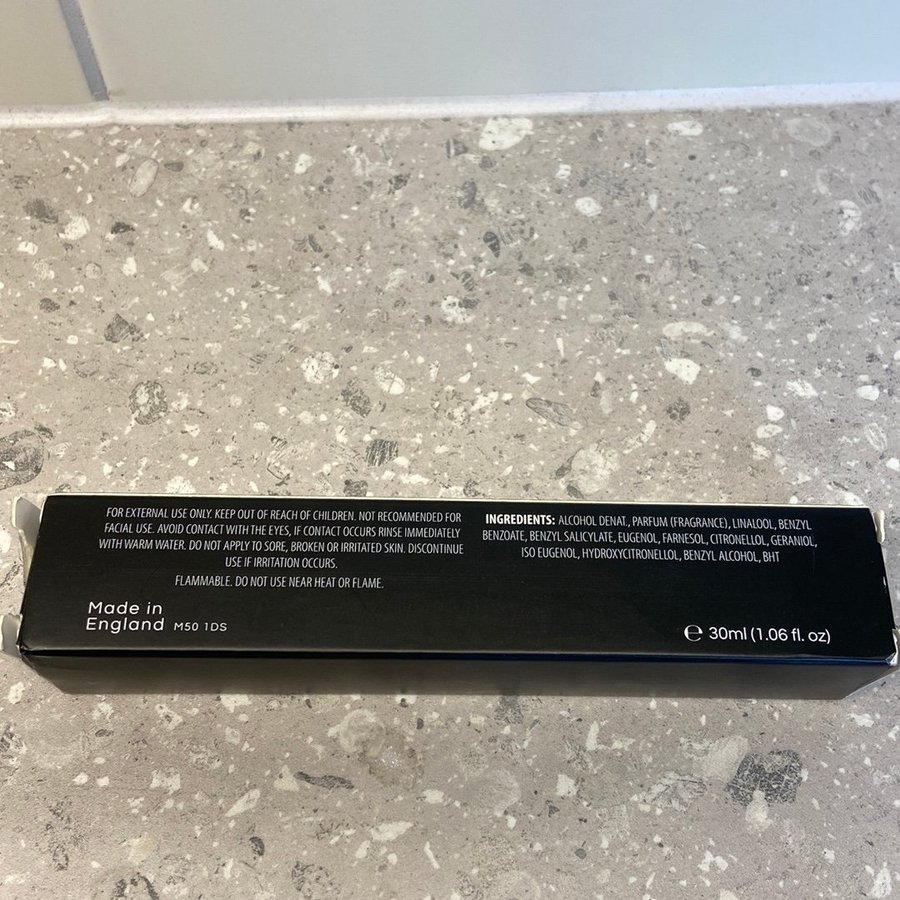 FOR EXTERNAL USE ONLY. KEEP OUT OF REACH OF CHILDREN. NOT RECOMMENDED FOR
FACIAL USE. AVOID CONTACT WITH THE EYES, IF CONTACT OCCURS RINSE IMMEDIATELY
WITH WARM WATER. DO NOT APPLY TO SORE, BROKEN OR IRRITATED SKIN. DISCONTINUE
USE IF IRRITATION OCCURS.
FLAMMABLE. DO NOT USE NEAR HEAT OR FLAME.
Made in
England M50 1DS
INGREDIENTS: ALCOHOL DENAT., PARFUM (FRAGRANCE), LINALOOL, BENZYL
BENZOATE, BENZYL SALICYLATE, EUGENOL, FARNESOL, CITRONELLOL, GERANIOL,
ISO EUGENOL, HYDROXYCITRONELLOL, BENZYL ALCOHOL, BHT
℮ 30ml (1.06 fl. oz)